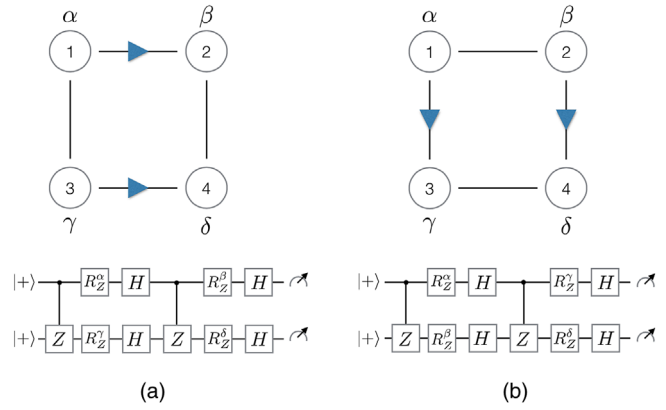 α β α β
1 2 1 2
3 4 3 4
γ δ γ δ
|+⟩ R_Z^α H R_Z^β H |+⟩ R_Z^α H R_Z^γ H
|+⟩ Z R_Z^γ H Z R_Z^δ H |+⟩ Z R_Z^β H Z R_Z^δ H
(a) (b)